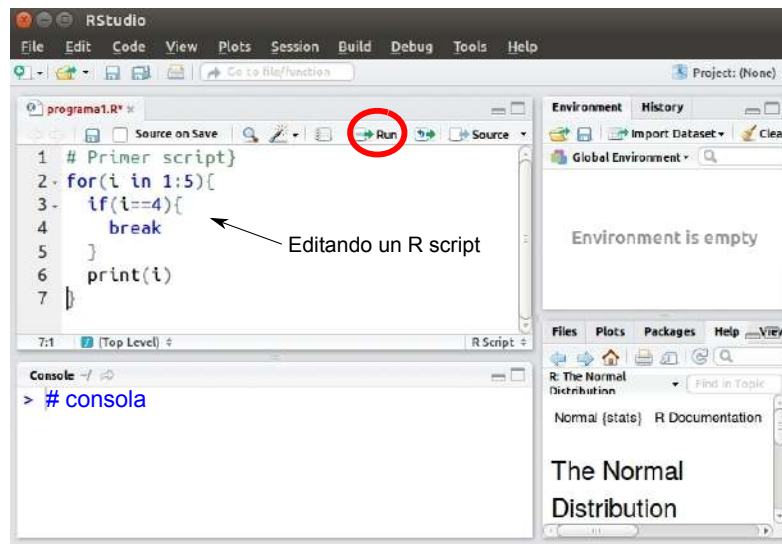 RStudio
File Edit Code View Plots Session Build Debug Tools Help
Go to file/function
Project: (None)
programa1.R*
Source on Save
Run
Source
1 # Primer script}
2 for(i in 1:5){
3 if(i==4){
4 break
5 }
6 print(i)
7 }
Editando un R script
7:1 (Top Level) R Script
Console ~/
> # consola
Environment History
Import Dataset Clea
Global Environment
Environment is empty
Files Plots Packages Help View
R: The Normal Distribution
Find in Topic
Normal {stats} R Documentation
The Normal
Distribution